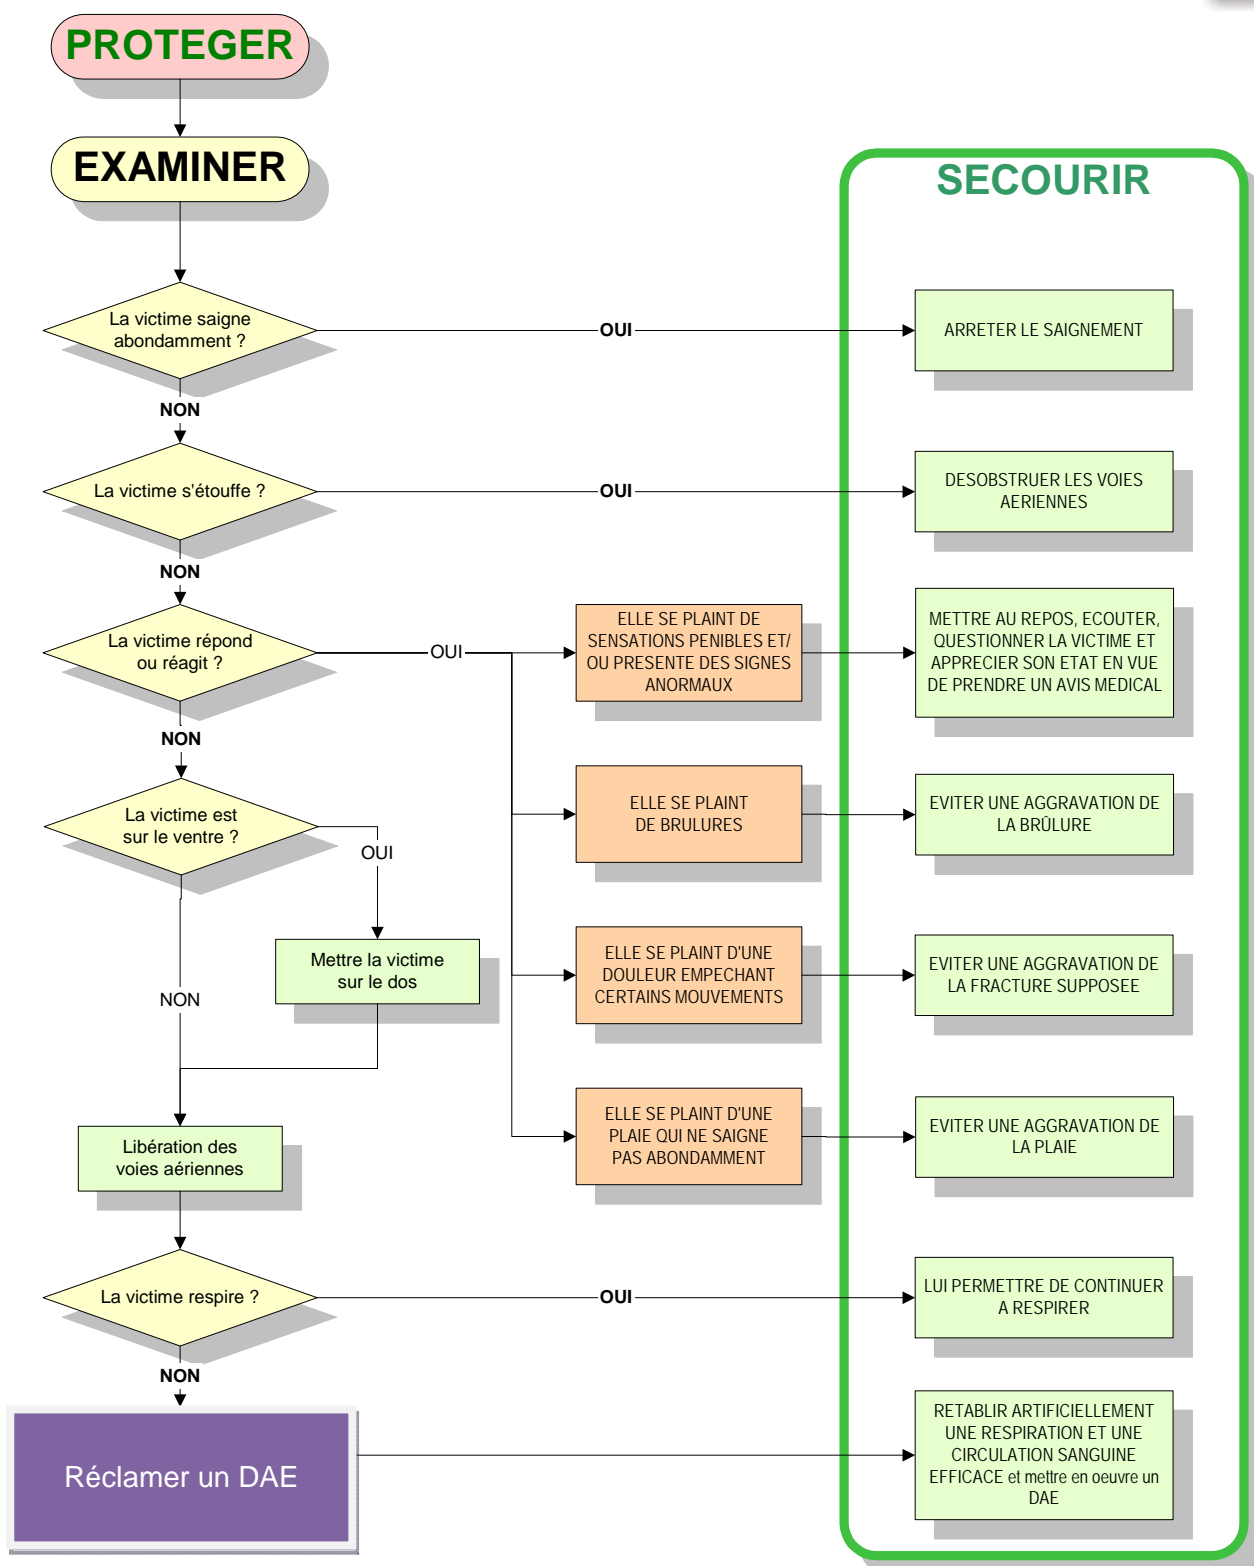 PROTEGER
EXAMINER
SECOURIR
La victime saigne
abondamment ?
OUI
ARRETER LE SAIGNEMENT
NON
La victime s'étouffe ?
OUI
DESOBSTRUER LES VOIES
AERIENNES
NON
La victime répond
ou réagit ?
OUI
ELLE SE PLAINT DE
SENSATIONS PENIBLES ET/
OU PRESENTE DES SIGNES
ANORMAUX
METTRE AU REPOS, ECOUTER,
QUESTIONNER LA VICTIME ET
APPRECIER SON ETAT EN VUE
DE PRENDRE UN AVIS MEDICAL
NON
La victime est
sur le ventre ?
OUI
ELLE SE PLAINT
DE BRULURES
EVITER UNE AGGRAVATION DE
LA BRÛLURE
Mettre la victime
sur le dos
NON
ELLE SE PLAINT D'UNE
DOULEUR EMPECHANT
CERTAINS MOUVEMENTS
EVITER UNE AGGRAVATION DE
LA FRACTURE SUPPOSEE
Libération des
voies aériennes
ELLE SE PLAINT D'UNE
PLAIE QUI NE SAIGNE
PAS ABONDAMMENT
EVITER UNE AGGRAVATION DE
LA PLAIE
La victime respire ?
OUI
LUI PERMETTRE DE CONTINUER
A RESPIRER
NON
Réclamer un DAE
RETABLIR ARTIFICIELLEMENT
UNE RESPIRATION ET UNE
CIRCULATION SANGUINE
EFFICACE et mettre en oeuvre un
DAE